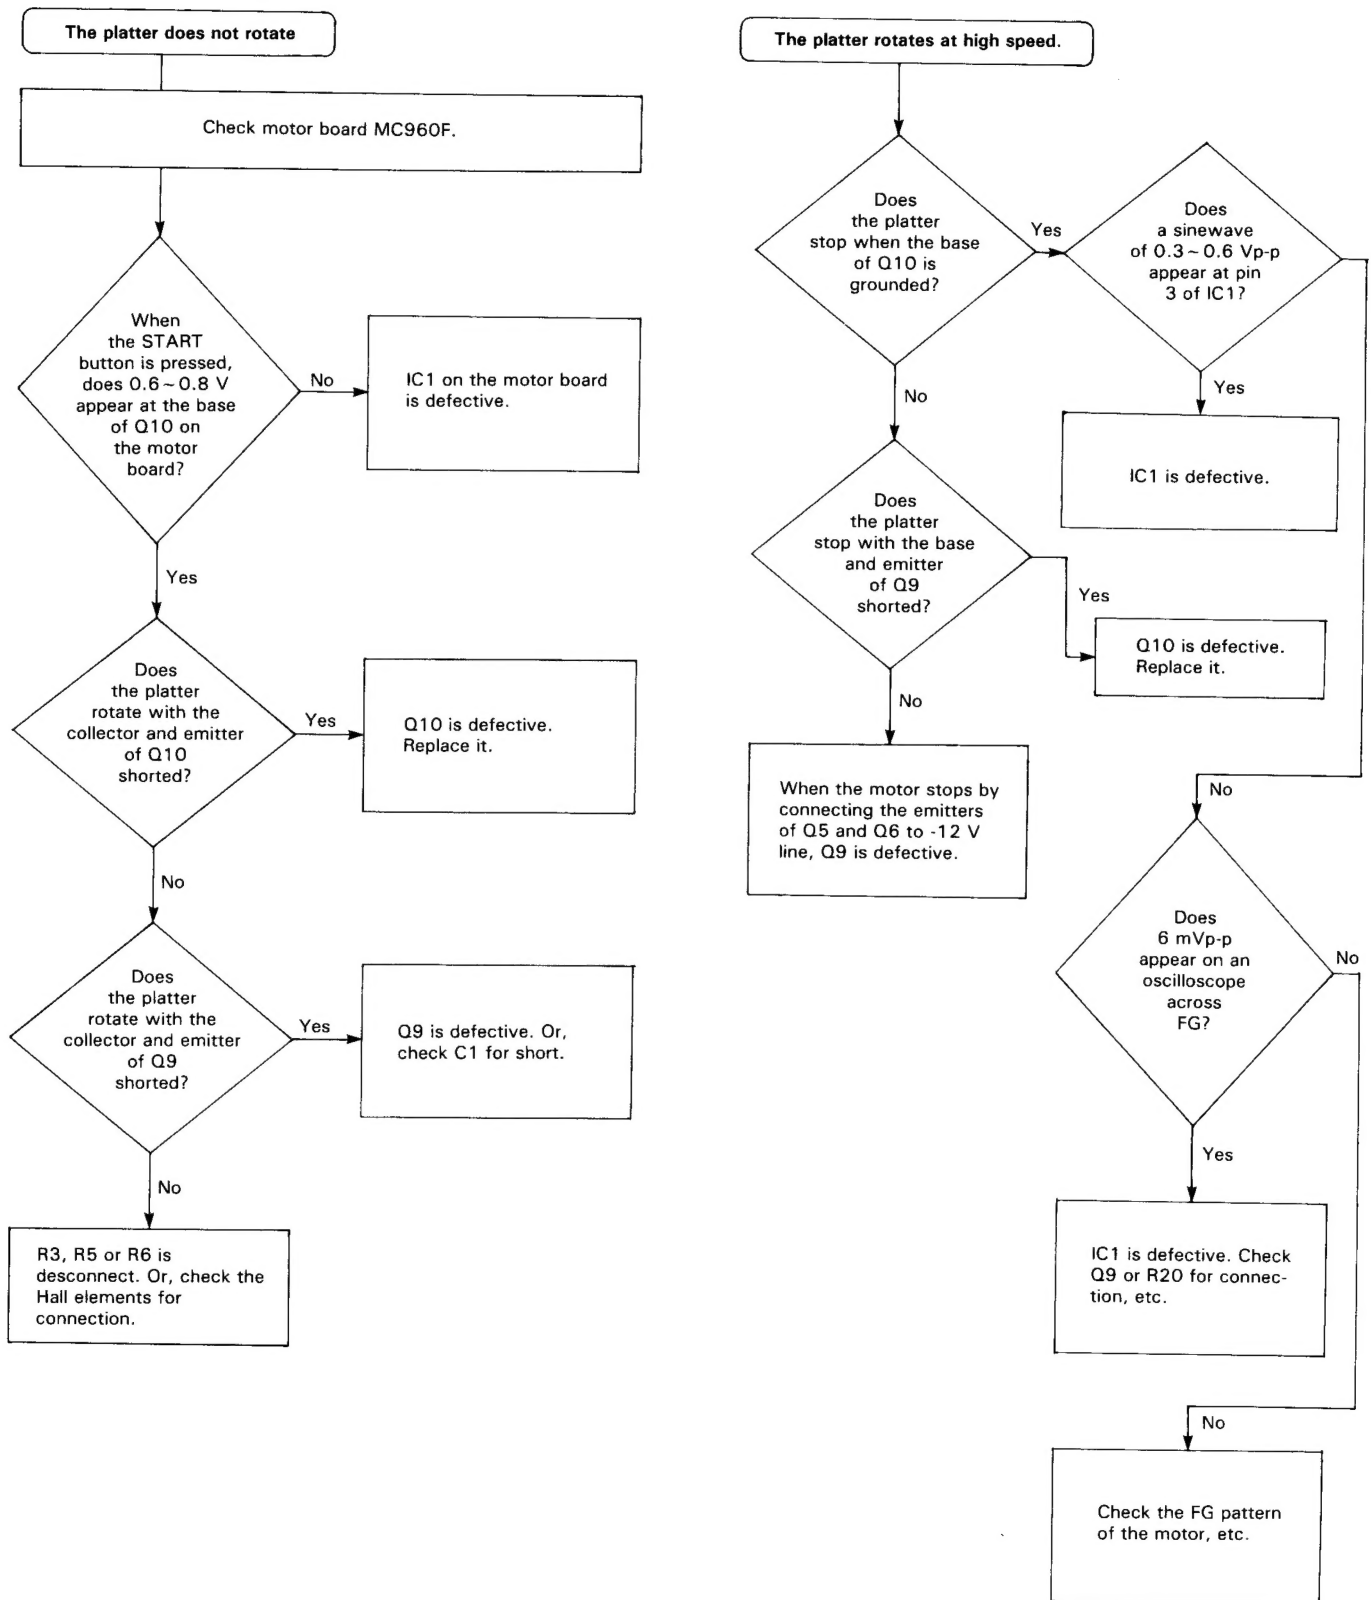 The platter does not rotate
Check motor board MC960F.
When
the START
button is pressed,
does 0.6~0.8 V
appear at the base
of Q10 on
the motor
board?
No
IC1 on the motor board
is defective.
Yes
Does
the platter
rotate with the
collector and emitter
of Q10
shorted?
Yes
Q10 is defective.
Replace it.
No
Does
the platter
rotate with the
collector and emitter
of Q9
shorted?
Yes
Q9 is defective. Or,
check C1 for short.
No
R3, R5 or R6 is
desconnect. Or, check the
Hall elements for
connection.
The platter rotates at high speed.
Does
the platter
stop when the base
of Q10 is
grounded?
Yes
Does
a sinewave
of 0.3~0.6 Vp-p
appear at pin
3 of IC1?
Yes
IC1 is defective.
No
Does
the platter
stop with the base
and emitter
of Q9
shorted?
Yes
Q10 is defective.
Replace it.
No
When the motor stops by
connecting the emitters
of Q5 and Q6 to -12 V
line, Q9 is defective.
No
Does
6 mVp-p
appear on an
oscilloscope
across
FG?
No
Yes
IC1 is defective. Check
Q9 or R20 for connec-
tion, etc.
No
Check the FG pattern
of the motor, etc.